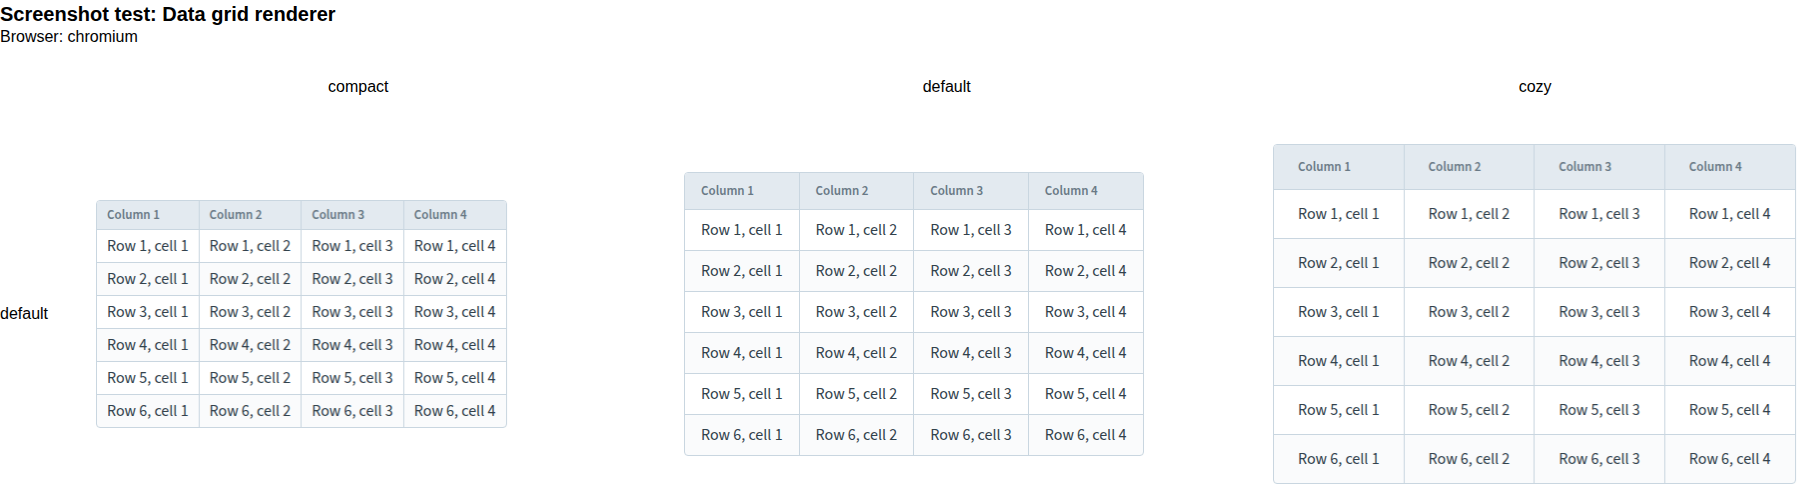 Screenshot test: Data grid renderer
Browser: chromium
compact default cozy
default
Column 1 Column 2 Column 3 Column 4
Row 1, cell 1 Row 1, cell 2 Row 1, cell 3 Row 1, cell 4
Row 2, cell 1 Row 2, cell 2 Row 2, cell 3 Row 2, cell 4
Row 3, cell 1 Row 3, cell 2 Row 3, cell 3 Row 3, cell 4
Row 4, cell 1 Row 4, cell 2 Row 4, cell 3 Row 4, cell 4
Row 5, cell 1 Row 5, cell 2 Row 5, cell 3 Row 5, cell 4
Row 6, cell 1 Row 6, cell 2 Row 6, cell 3 Row 6, cell 4
Column 1 Column 2 Column 3 Column 4
Row 1, cell 1 Row 1, cell 2 Row 1, cell 3 Row 1, cell 4
Row 2, cell 1 Row 2, cell 2 Row 2, cell 3 Row 2, cell 4
Row 3, cell 1 Row 3, cell 2 Row 3, cell 3 Row 3, cell 4
Row 4, cell 1 Row 4, cell 2 Row 4, cell 3 Row 4, cell 4
Row 5, cell 1 Row 5, cell 2 Row 5, cell 3 Row 5, cell 4
Row 6, cell 1 Row 6, cell 2 Row 6, cell 3 Row 6, cell 4
Column 1 Column 2 Column 3 Column 4
Row 1, cell 1 Row 1, cell 2 Row 1, cell 3 Row 1, cell 4
Row 2, cell 1 Row 2, cell 2 Row 2, cell 3 Row 2, cell 4
Row 3, cell 1 Row 3, cell 2 Row 3, cell 3 Row 3, cell 4
Row 4, cell 1 Row 4, cell 2 Row 4, cell 3 Row 4, cell 4
Row 5, cell 1 Row 5, cell 2 Row 5, cell 3 Row 5, cell 4
Row 6, cell 1 Row 6, cell 2 Row 6, cell 3 Row 6, cell 4